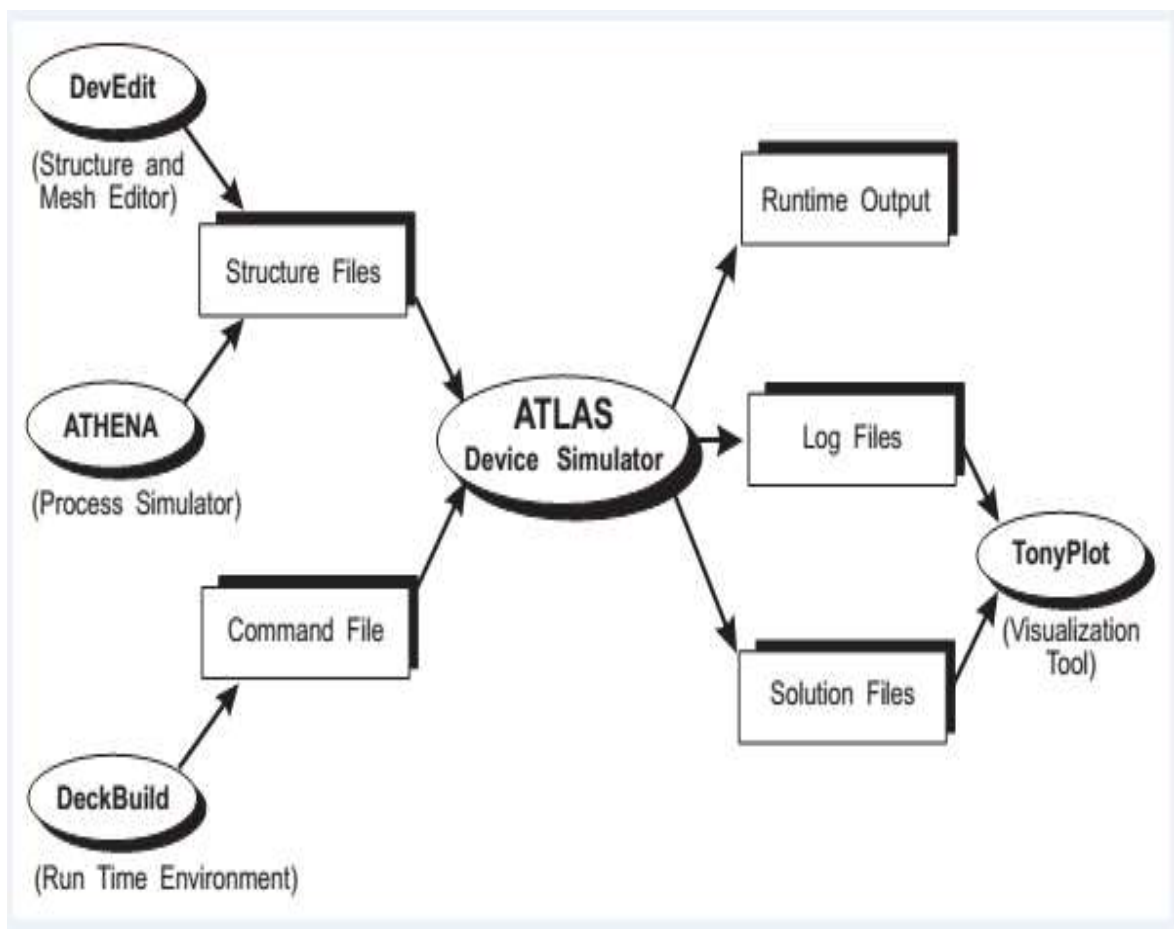 DevEdit
(Structure and
Mesh Editor)
Structure Files
ATHENA
(Process Simulator)
Command File
DeckBuild
(Run Time Environment)
ATLAS
Device Simulator
Runtime Output
Log Files
Solution Files
TonyPlot
(Visualization
Tool)